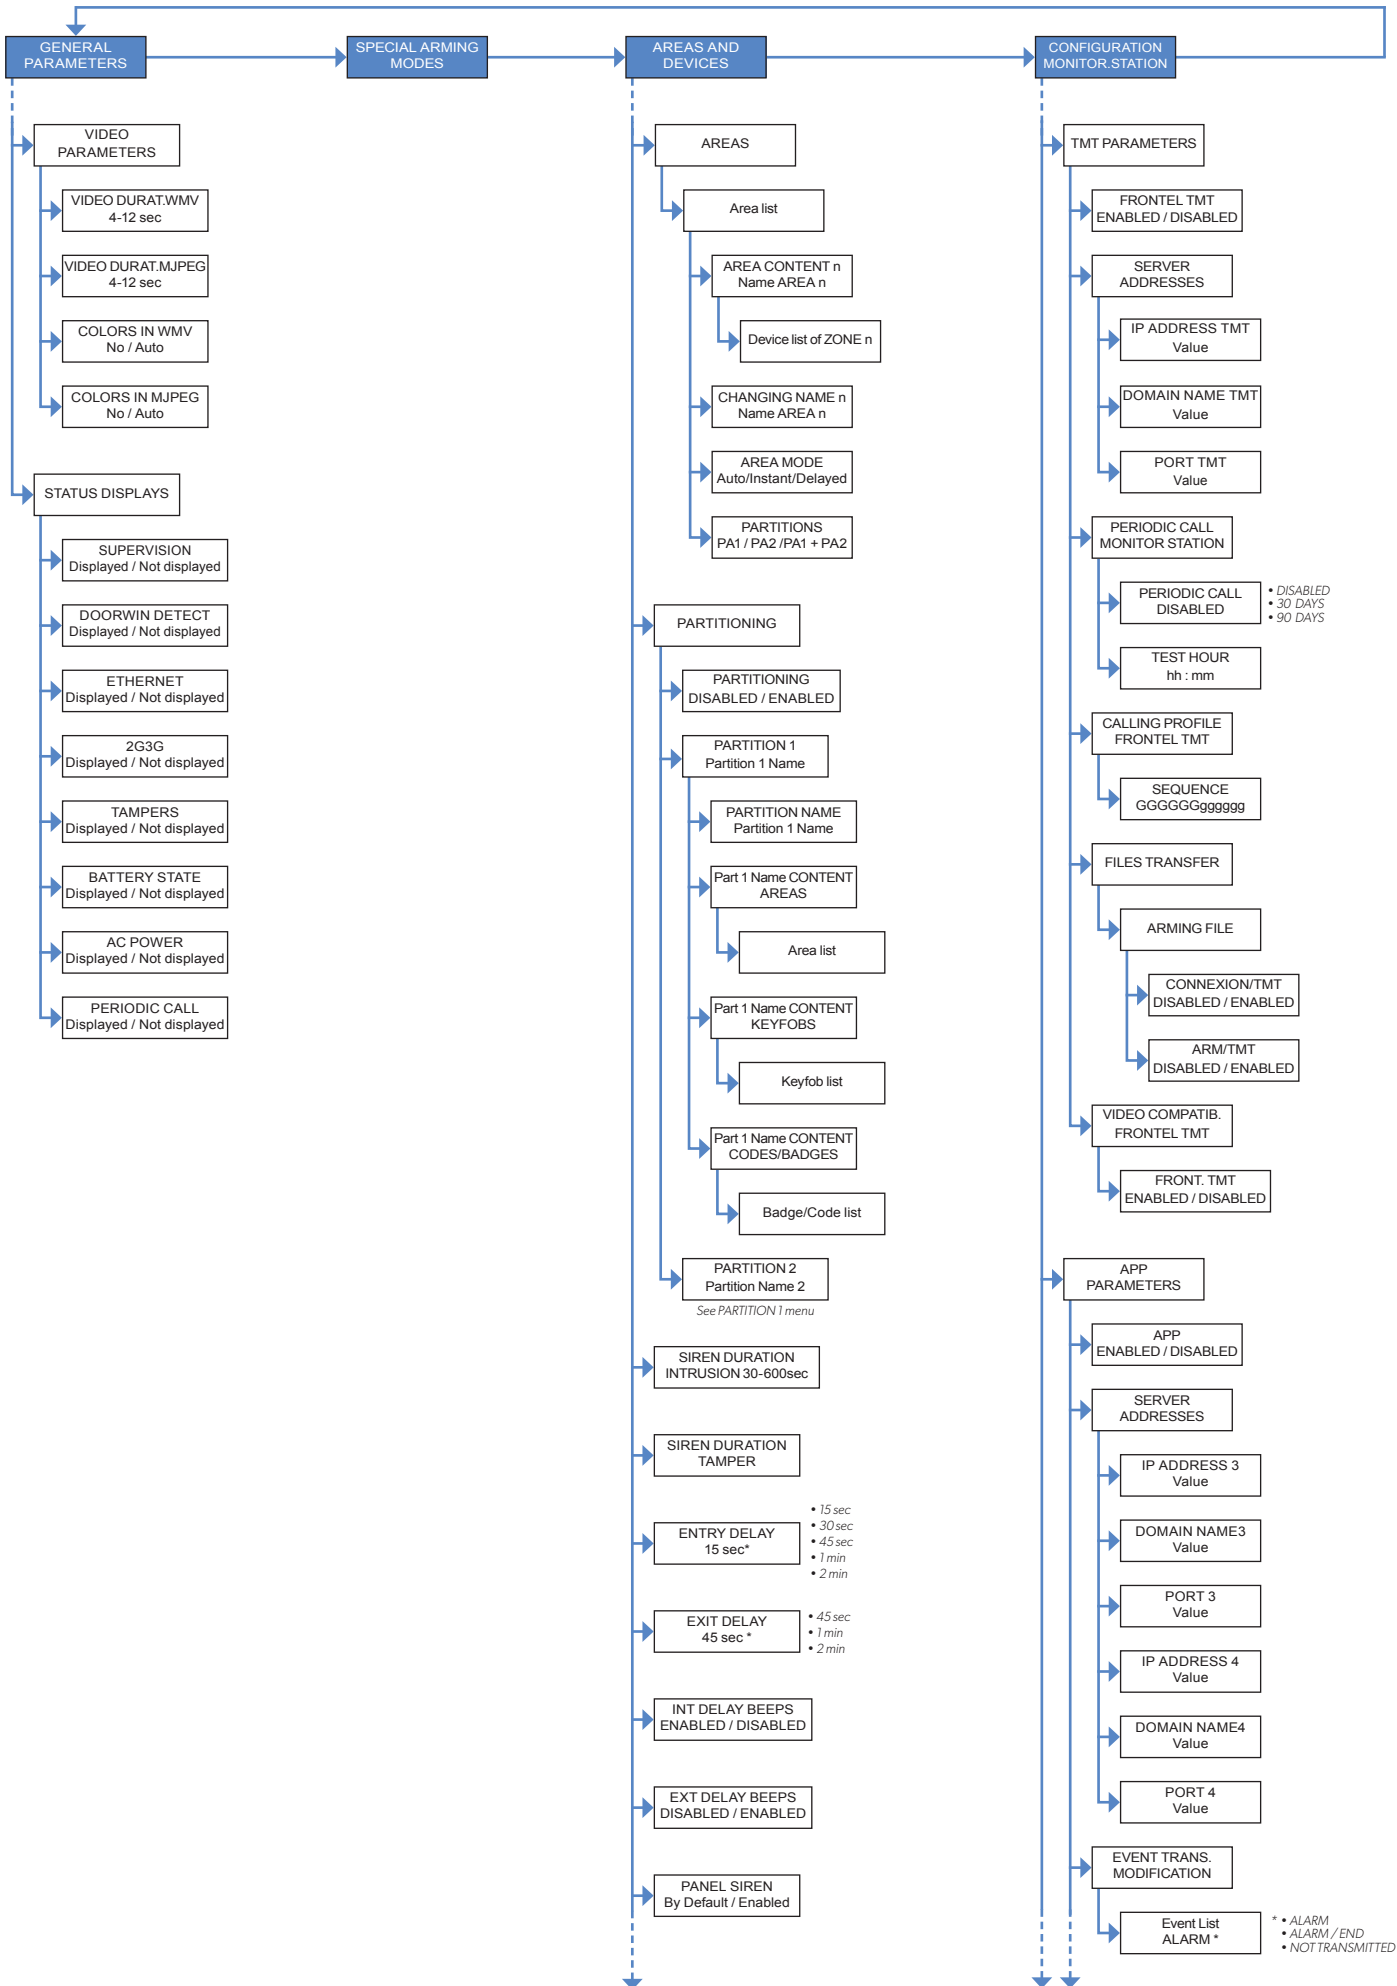 GENERAL
PARAMETERS
SPECIAL ARMING
MODES
AREAS AND
DEVICES
CONFIGURATION
MONITOR.STATION
VIDEO
PARAMETERS
VIDEO DURAT.WMV
4-12 sec
VIDEO DURAT.MJPEG
4-12 sec
COLORS IN WMV
No / Auto
COLORS IN MJPEG
No / Auto
STATUS DISPLAYS
SUPERVISION
Displayed / Not displayed
DOORWIN DETECT
Displayed / Not displayed
ETHERNET
Displayed / Not displayed
2G3G
Displayed / Not displayed
TAMPERS
Displayed / Not displayed
BATTERY STATE
Displayed / Not displayed
AC POWER
Displayed / Not displayed
PERIODIC CALL
Displayed / Not displayed
AREAS
Area list
AREA CONTENT n
Name AREA n
Device list of ZONE n
CHANGING NAME n
Name AREA n
AREA MODE
Auto/Instant/Delayed
PARTITIONS
PA1 / PA2 /PA1 + PA2
PARTITIONING
PARTITIONING
DISABLED / ENABLED
PARTITION 1
Partition 1 Name
PARTITION NAME
Partition 1 Name
Part 1 Name CONTENT
AREAS
Area list
Part 1 Name CONTENT
KEYFOBS
Keyfob list
Part 1 Name CONTENT
CODES/BADGES
Badge/Code list
PARTITION 2
Partition Name 2
See PARTITION 1 menu
SIREN DURATION
INTRUSION 30-600sec
SIREN DURATION
TAMPER
ENTRY DELAY
15 sec*
• 15 sec
• 30 sec
• 45 sec
• 1 min
• 2 min
EXIT DELAY
45 sec *
• 45 sec
• 1 min
• 2 min
INT DELAY BEEPS
ENABLED / DISABLED
EXT DELAY BEEPS
DISABLED / ENABLED
PANEL SIREN
By Default / Enabled
TMT PARAMETERS
FRONTEL TMT
ENABLED / DISABLED
SERVER
ADDRESSES
IP ADDRESS TMT
Value
DOMAIN NAME TMT
Value
PORT TMT
Value
PERIODIC CALL
MONITOR STATION
PERIODIC CALL
DISABLED
• DISABLED
• 30 DAYS
• 90 DAYS
TEST HOUR
hh : mm
CALLING PROFILE
FRONTEL TMT
SEQUENCE
GGGGGGgggggg
FILES TRANSFER
ARMING FILE
CONNEXION/TMT
DISABLED / ENABLED
ARM/TMT
DISABLED / ENABLED
VIDEO COMPATIB.
FRONTEL TMT
FRONT. TMT
ENABLED / DISABLED
APP
PARAMETERS
APP
ENABLED / DISABLED
SERVER
ADDRESSES
IP ADDRESS 3
Value
DOMAIN NAME3
Value
PORT 3
Value
IP ADDRESS 4
Value
DOMAIN NAME4
Value
PORT 4
Value
EVENT TRANS.
MODIFICATION
Event List
ALARM *
* • ALARM
• ALARM / END
• NOT TRANSMITTED